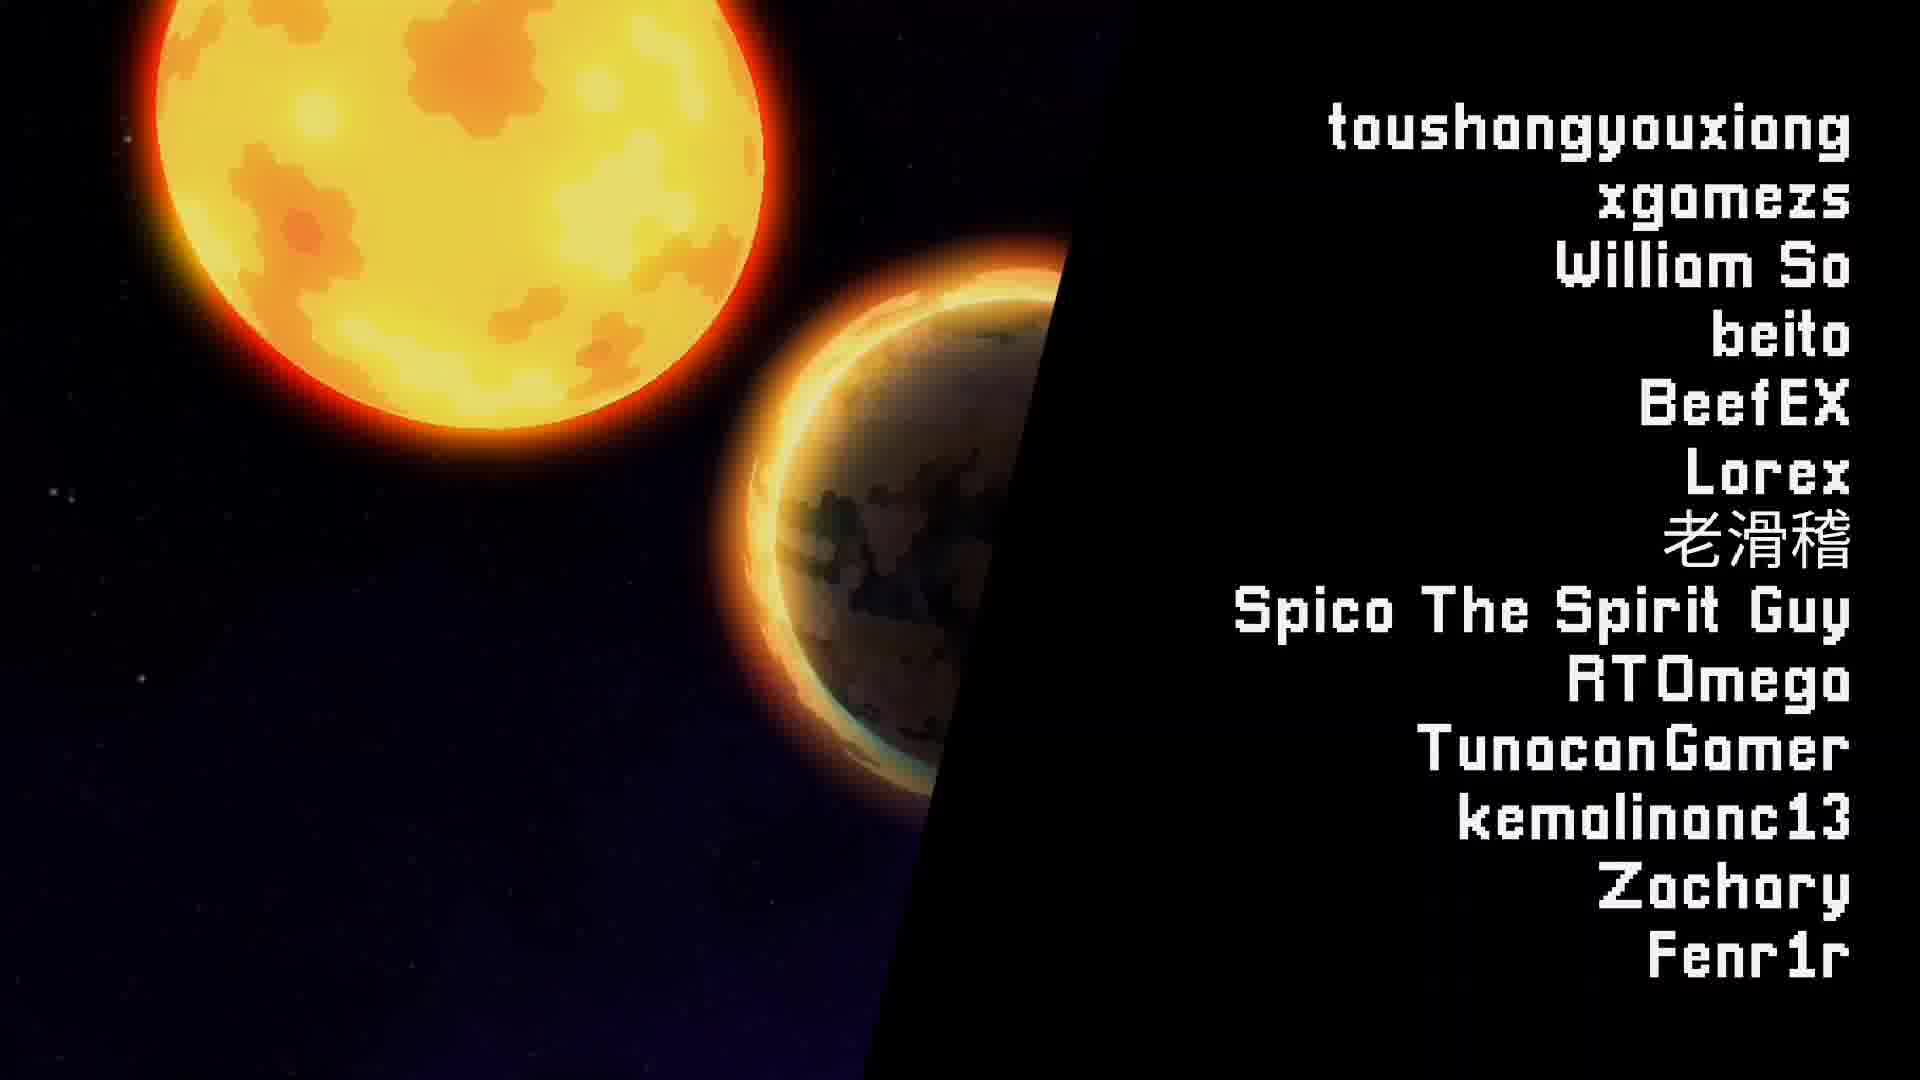 toushangyouxiang
xgamezs
William So
beito
BeefEX
Lorex
老滑稽
Spico The Spirit Guy
RTOmega
TunacanGamer
kemalinanc13
Zachary
Fenr1r